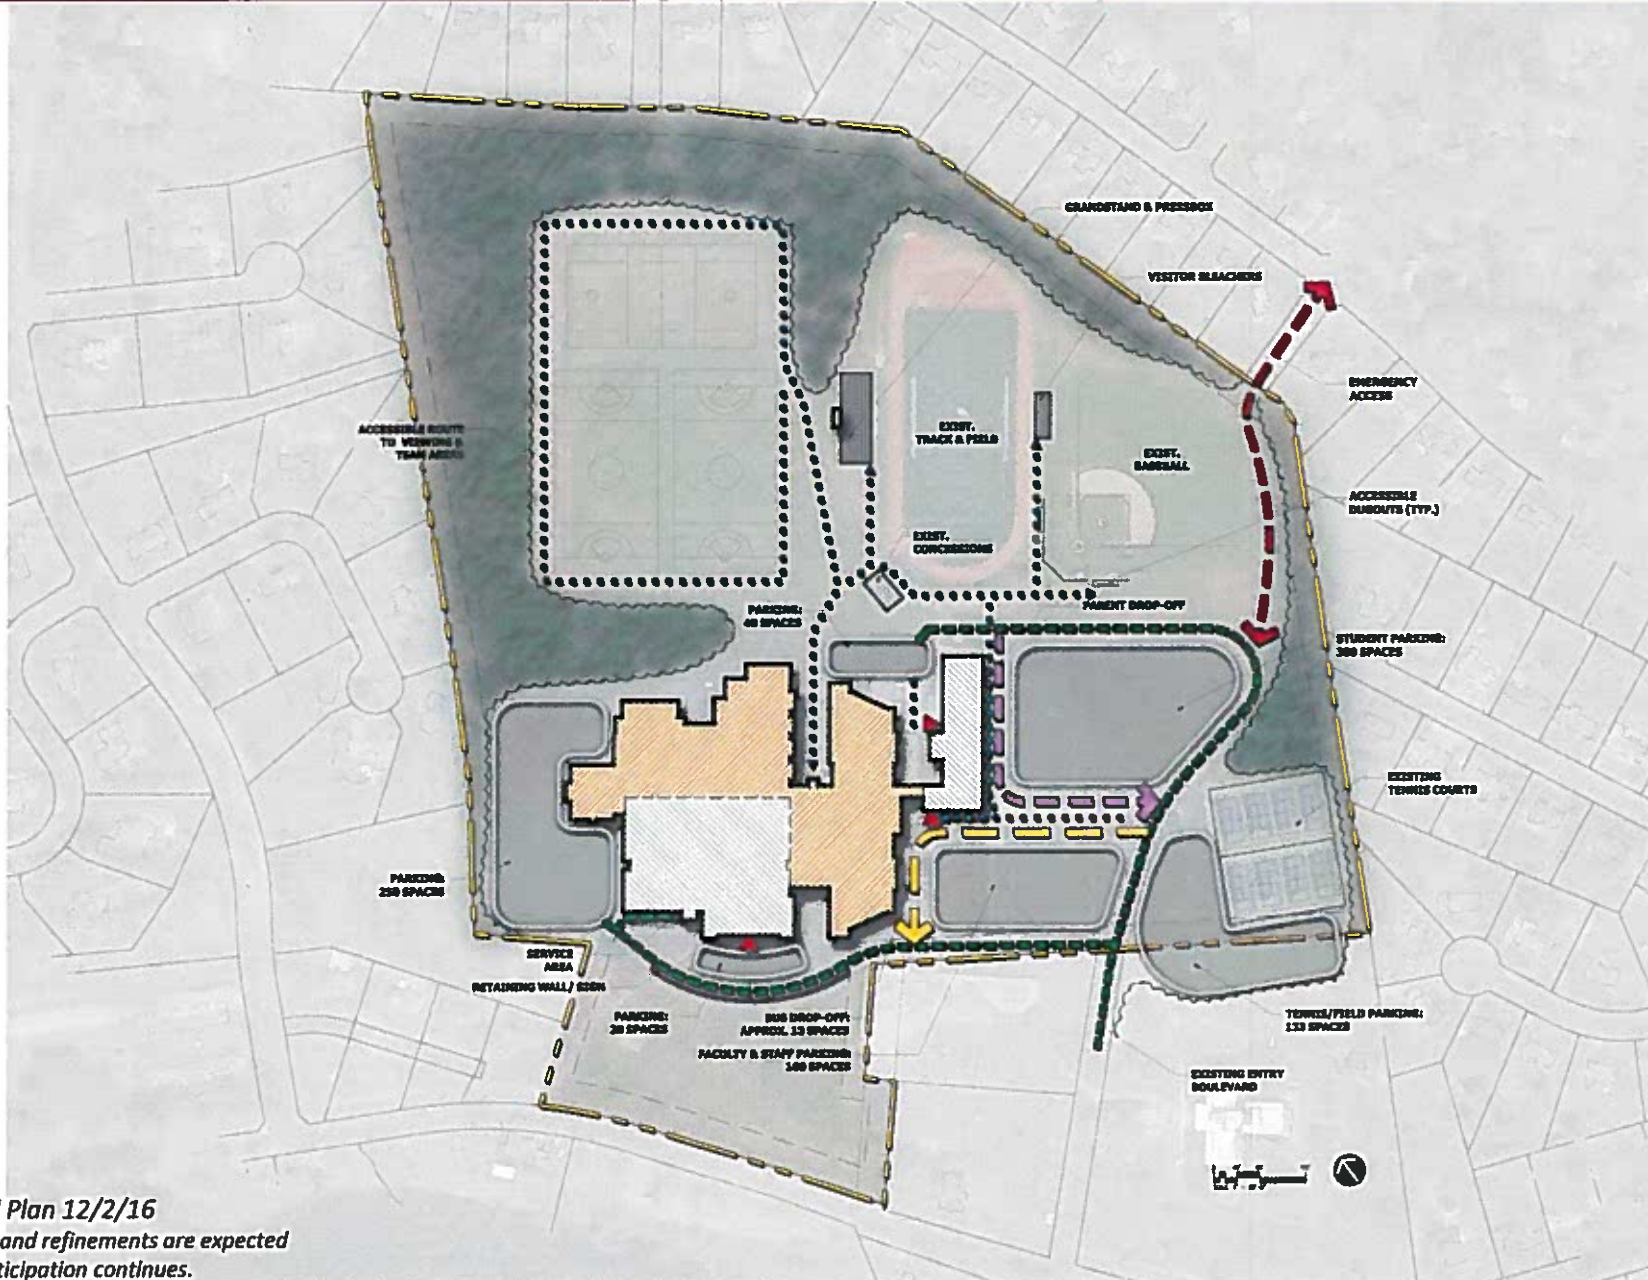 GRANDSTAND & PRESSBOX
VISITOR BLEACHERS
EMERGENCY
ACCESS
ACCESSIBLE ROUTE
TO VIEWING &
TEAM AREAS
EXIST.
TRACK & FIELD
EXIST.
BASEBALL
ACCESSIBLE
DUGOUTS (TYP.)
EXIST.
CONCESSIONS
PARKING:
40 SPACES
PARENT DROP-OFF
STUDENT PARKING:
300 SPACES
EXISTING
TENNIS COURTS
PARKING:
250 SPACES
SERVICE
AREA
RETAINING WALL/ SIGN
PARKING:
20 SPACES
BUS DROP-OFF:
APPROX. 13 SPACES
FACULTY & STAFF PARKING:
100 SPACES
TENNIS/FIELD PARKING:
133 SPACES
EXISTING ENTRY
BOULEVARD
Plan 12/2/16
and refinements are expected
ticipation continues.